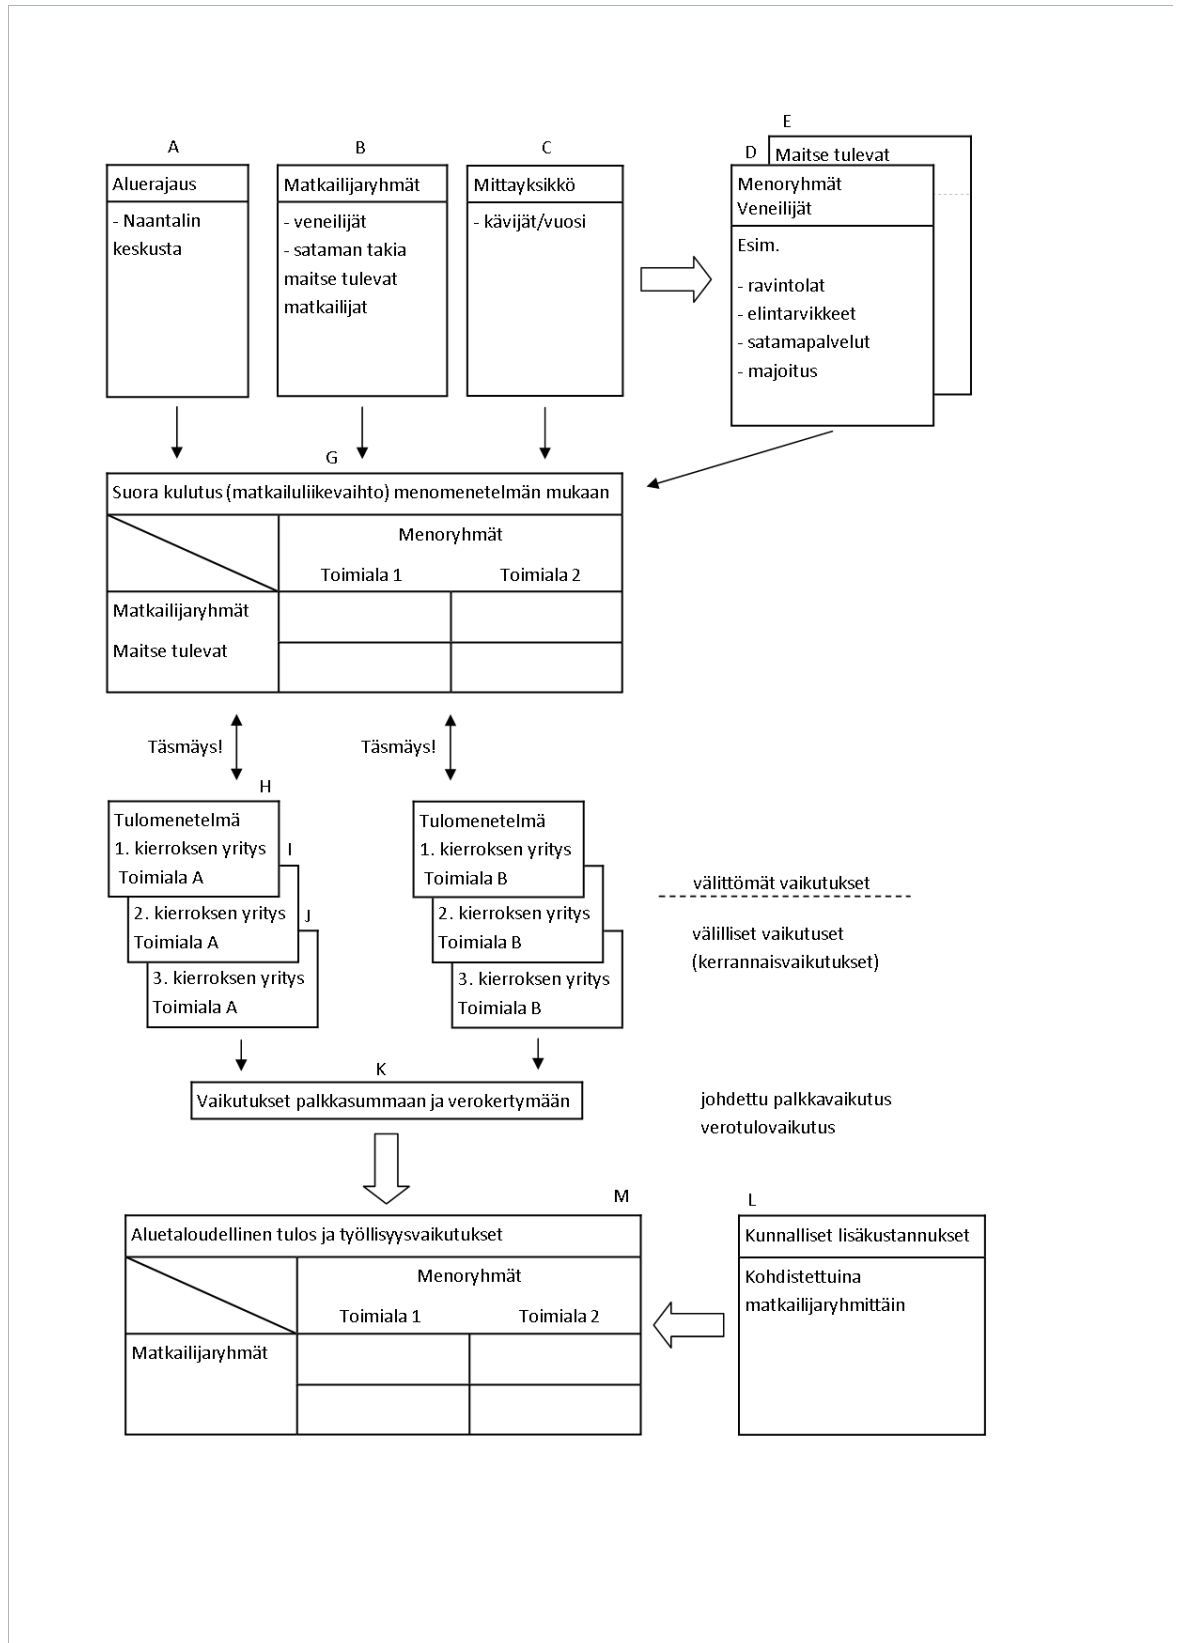 A
B
C
D
E
Aluerajaus
- Naantalin
keskusta
Matkailijaryhmät
- veneilijät
- sataman takia
maitse tulevat
matkailijat
Mittayksikkö
- kävijät/vuosi
Maitse tulevat
Menoryhmät
Veneilijät
Esim.
- ravintolat
- elintarvikkeet
- satamapalvelut
- majoitus
G
Suora kulutus (matkailuliikevaihto) menomenetelmän mukaan
Menoryhmät
Toimiala 1
Toimiala 2
Matkailijaryhmät
Maitse tulevat
Täsmäys!
Täsmäys!
H
Tulomenetelmä
1. kierroksen yritys
Toimiala A
I
2. kierroksen yritys
Toimiala A
J
3. kierroksen yritys
Toimiala A
Tulomenetelmä
1. kierroksen yritys
Toimiala B
2. kierroksen yritys
Toimiala B
3. kierroksen yritys
Toimiala B
välittömät vaikutukset
välilliset vaikutuset
(kerrannaisvaikutukset)
K
Vaikutukset palkkasummaan ja verokertymään
johdettu palkkavaikutus
verotulovaikutus
M
Aluetaloudellinen tulos ja työllisyysvaikutukset
Menoryhmät
Toimiala 1
Toimiala 2
Matkailijaryhmät
L
Kunnalliset lisäkustannukset
Kohdistettuina
matkailijaryhmittäin